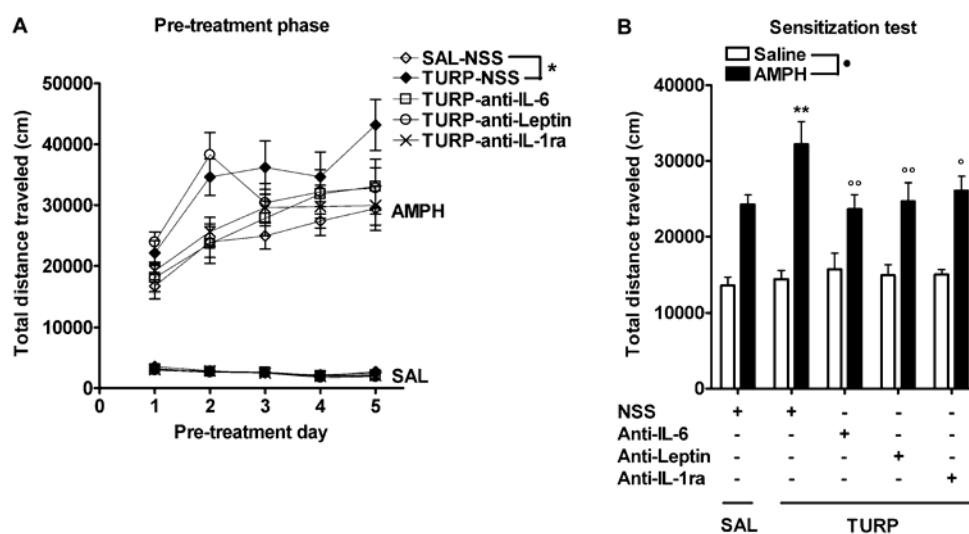 A
Pre-treatment phase
SAL-NSS
TURP-NSS
*
TURP-anti-IL-6
TURP-anti-Leptin
TURP-anti-IL-1ra
Total distance traveled (cm)
50000
40000
30000
20000
10000
0
AMPH
SAL
0 1 2 3 4 5
Pre-treatment day
B
Sensitization test
Saline
AMPH
Total distance traveled (cm)
40000
30000
20000
10000
0
**
°° °° °
NSS + + - - -
Anti-IL-6 - - + - -
Anti-Leptin - - - + -
Anti-IL-1ra - - - - +
SAL TURP